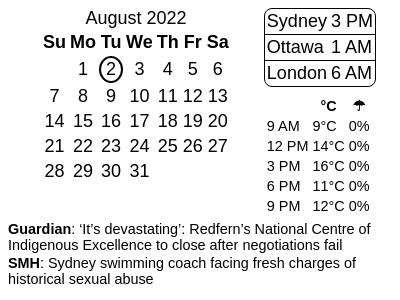 August 2022
Su Mo Tu We Th Fr Sa
1 2 3 4 5 6
7 8 9 10 11 12 13
14 15 16 17 18 19 20
21 22 23 24 25 26 27
28 29 30 31
Sydney 3 PM
Ottawa 1 AM
London 6 AM
°C ☂
9 AM 9°C 0%
12 PM 14°C 0%
3 PM 16°C 0%
6 PM 11°C 0%
9 PM 12°C 0%
Guardian: ‘It’s devastating’: Redfern’s National Centre of
Indigenous Excellence to close after negotiations fail
SMH: Sydney swimming coach facing fresh charges of
historical sexual abuse